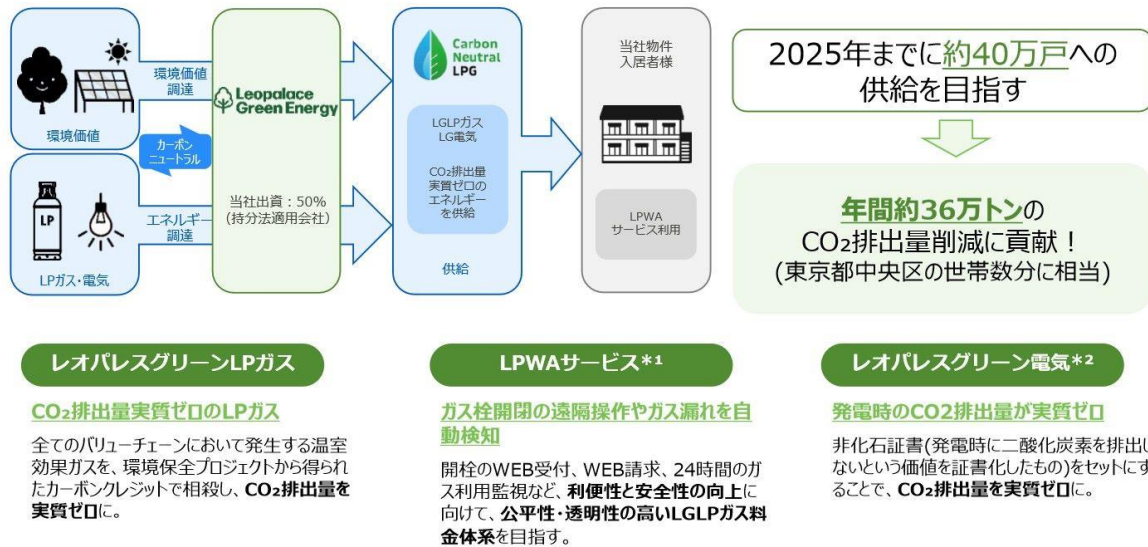 環境価値
環境価値
調達
カーボン
ニュートラル
LP
LPガス・電気
エネルギー
調達
Leopalace
Green Energy
当社出資：50%
(持分法適用会社)
Carbon
Neutral
LPG
LGLPガス
LG電気
CO₂排出量
実質ゼロの
エネルギー
を供給
供給
当社物件
入居者様
LPWA
サービス利用
2025年までに約40万戸への
供給を目指す
年間約36万トンの
CO₂排出量削減に貢献！
(東京都中央区の世帯数分に相当)
レオパレスグリーンLPガス
CO₂排出量実質ゼロのLPガス
全てのバリューチェーンにおいて発生する温室
効果ガスを、環境保全プロジェクトから得られ
たカーボンクレジットで相殺し、CO₂排出量を
実質ゼロに。
LPWAサービス*1
ガス栓開閉の遠隔操作やガス漏れを自
動検知
開栓のWEB受付、WEB請求、24時間のガ
ス利用監視など、利便性と安全性の向上に
向けて、公平性・透明性の高いLGLPガス料
金体系を目指す。
レオパレスグリーン電気*2
発電時のCO2排出量が実質ゼロ
非化石証書(発電時に二酸化炭素を排出し
ないという価値を証書化したもの)をセットにす
ることで、CO₂排出量を実質ゼロに。